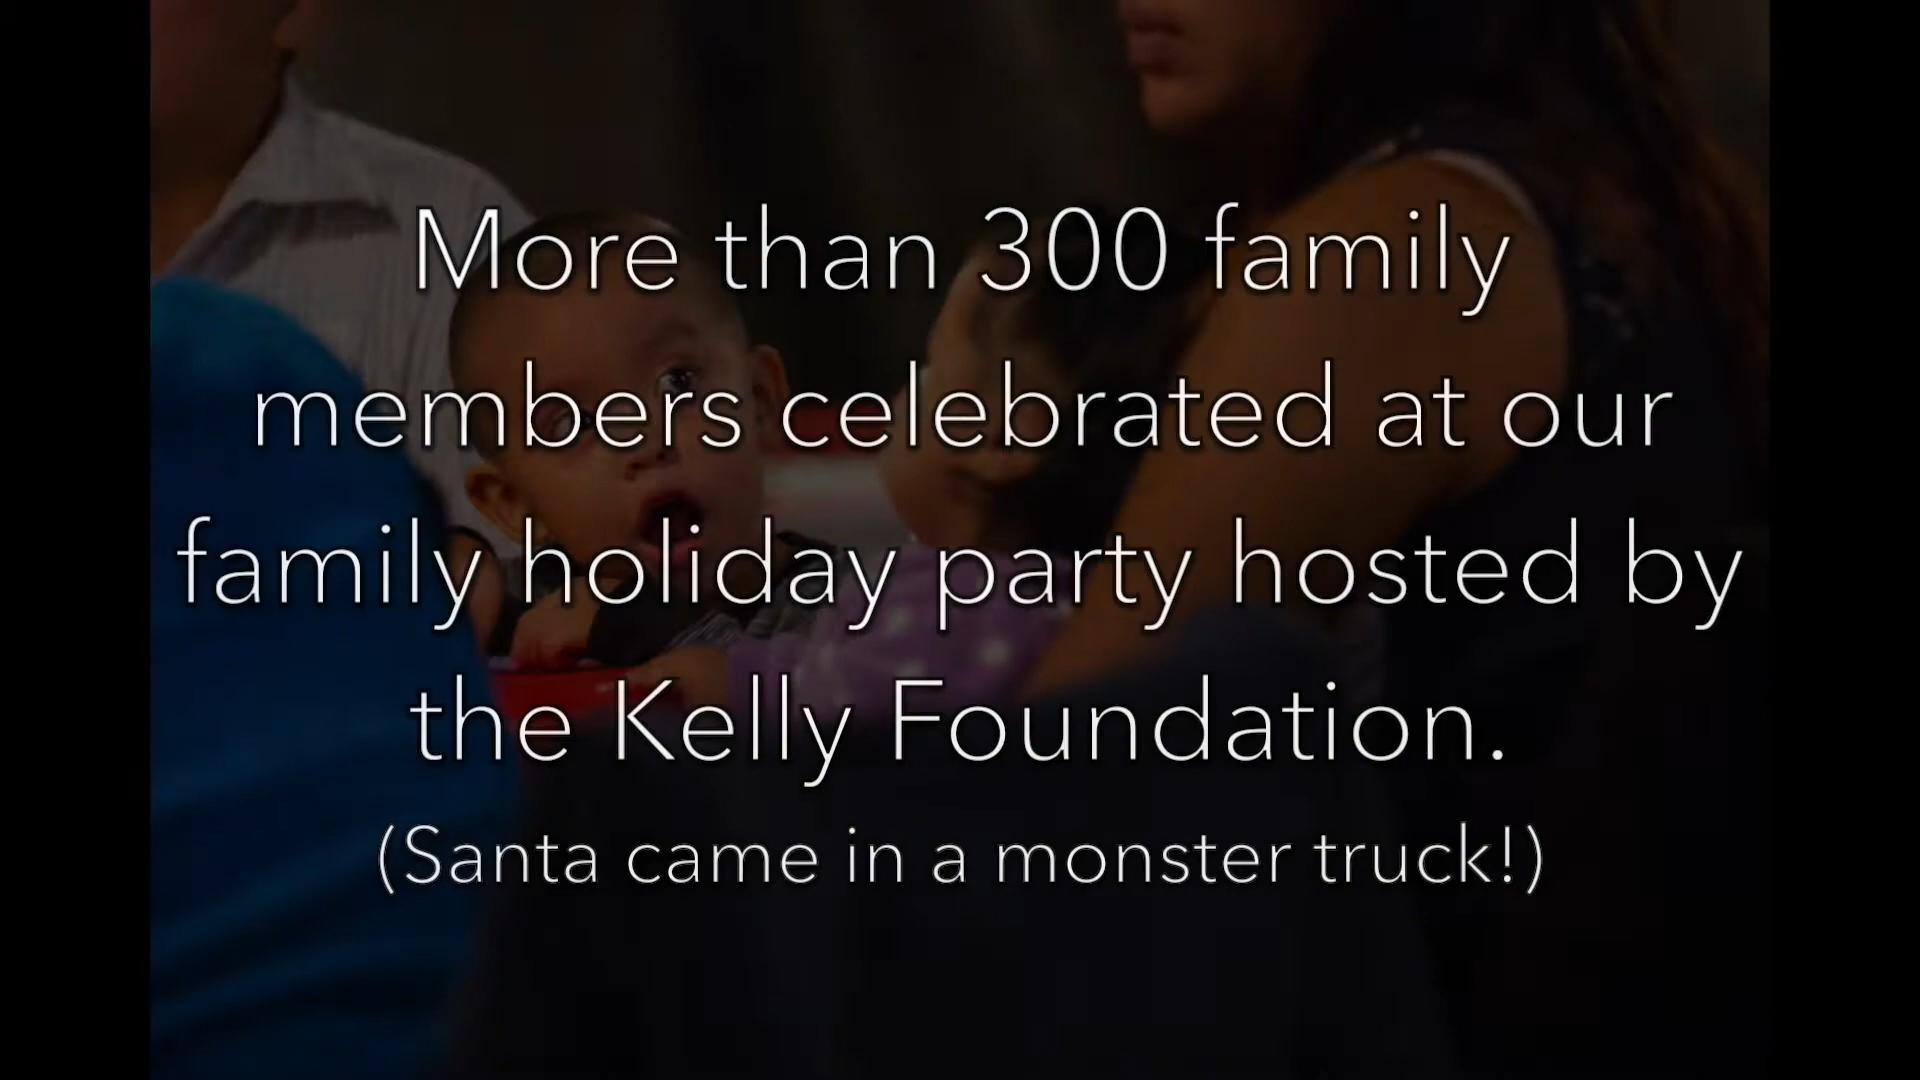 More than 300 family
members celebrated at our
family holiday party hosted by
the Kelly Foundation.
(Santa came in a monster truck!)